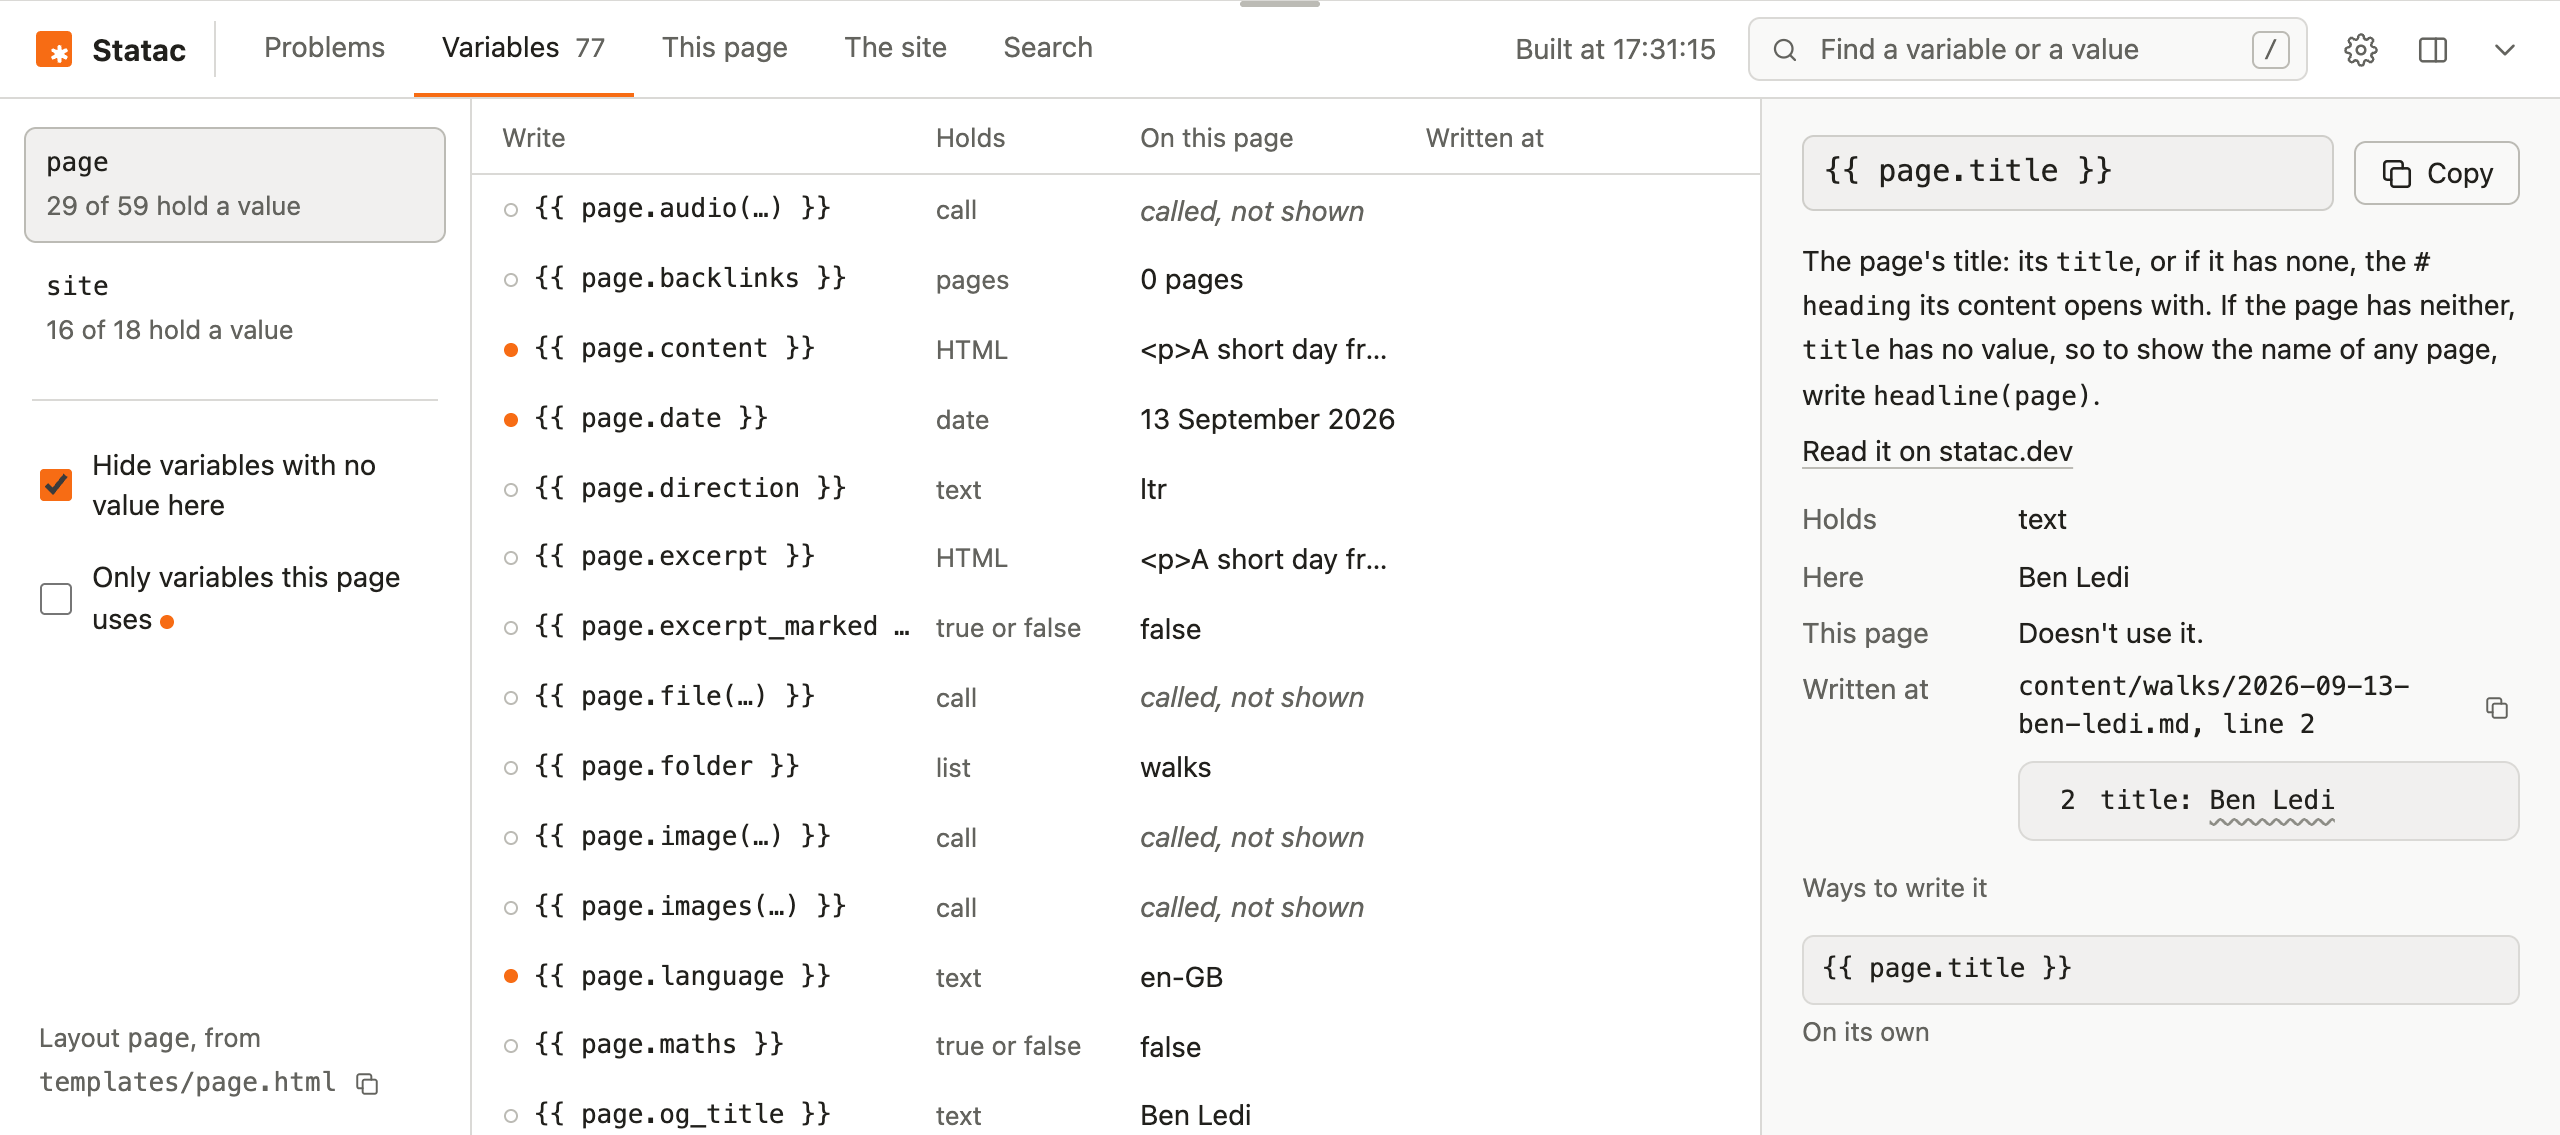 Statac
Problems
Variables 77
This page
The site
Search
Built at 17:31:15
Find a variable or a value
/
page
29 of 59 hold a value
site
16 of 18 hold a value
Hide variables with no
value here
Only variables this page
uses
Layout page, from
templates/page.html
Write Holds On this page Written at
{{ page.audio(…) }} call called, not shown
{{ page.backlinks }} pages 0 pages
{{ page.content }} HTML <p>A short day fr…
{{ page.date }} date 13 September 2026
{{ page.direction }} text ltr
{{ page.excerpt }} HTML <p>A short day fr…
{{ page.excerpt_marked … true or false false
{{ page.file(…) }} call called, not shown
{{ page.folder }} list walks
{{ page.image(…) }} call called, not shown
{{ page.images(…) }} call called, not shown
{{ page.language }} text en-GB
{{ page.maths }} true or false false
{{ page.og_title }} text Ben Ledi
{{ page.title }}
Copy
The page's title: its title, or if it has none, the #
heading its content opens with. If the page has neither,
title has no value, so to show the name of any page,
write headline(page).
Read it on statac.dev
Holds text
Here Ben Ledi
This page Doesn't use it.
Written at content/walks/2026-09-13-
ben-ledi.md, line 2
2 title: Ben Ledi
Ways to write it
{{ page.title }}
On its own